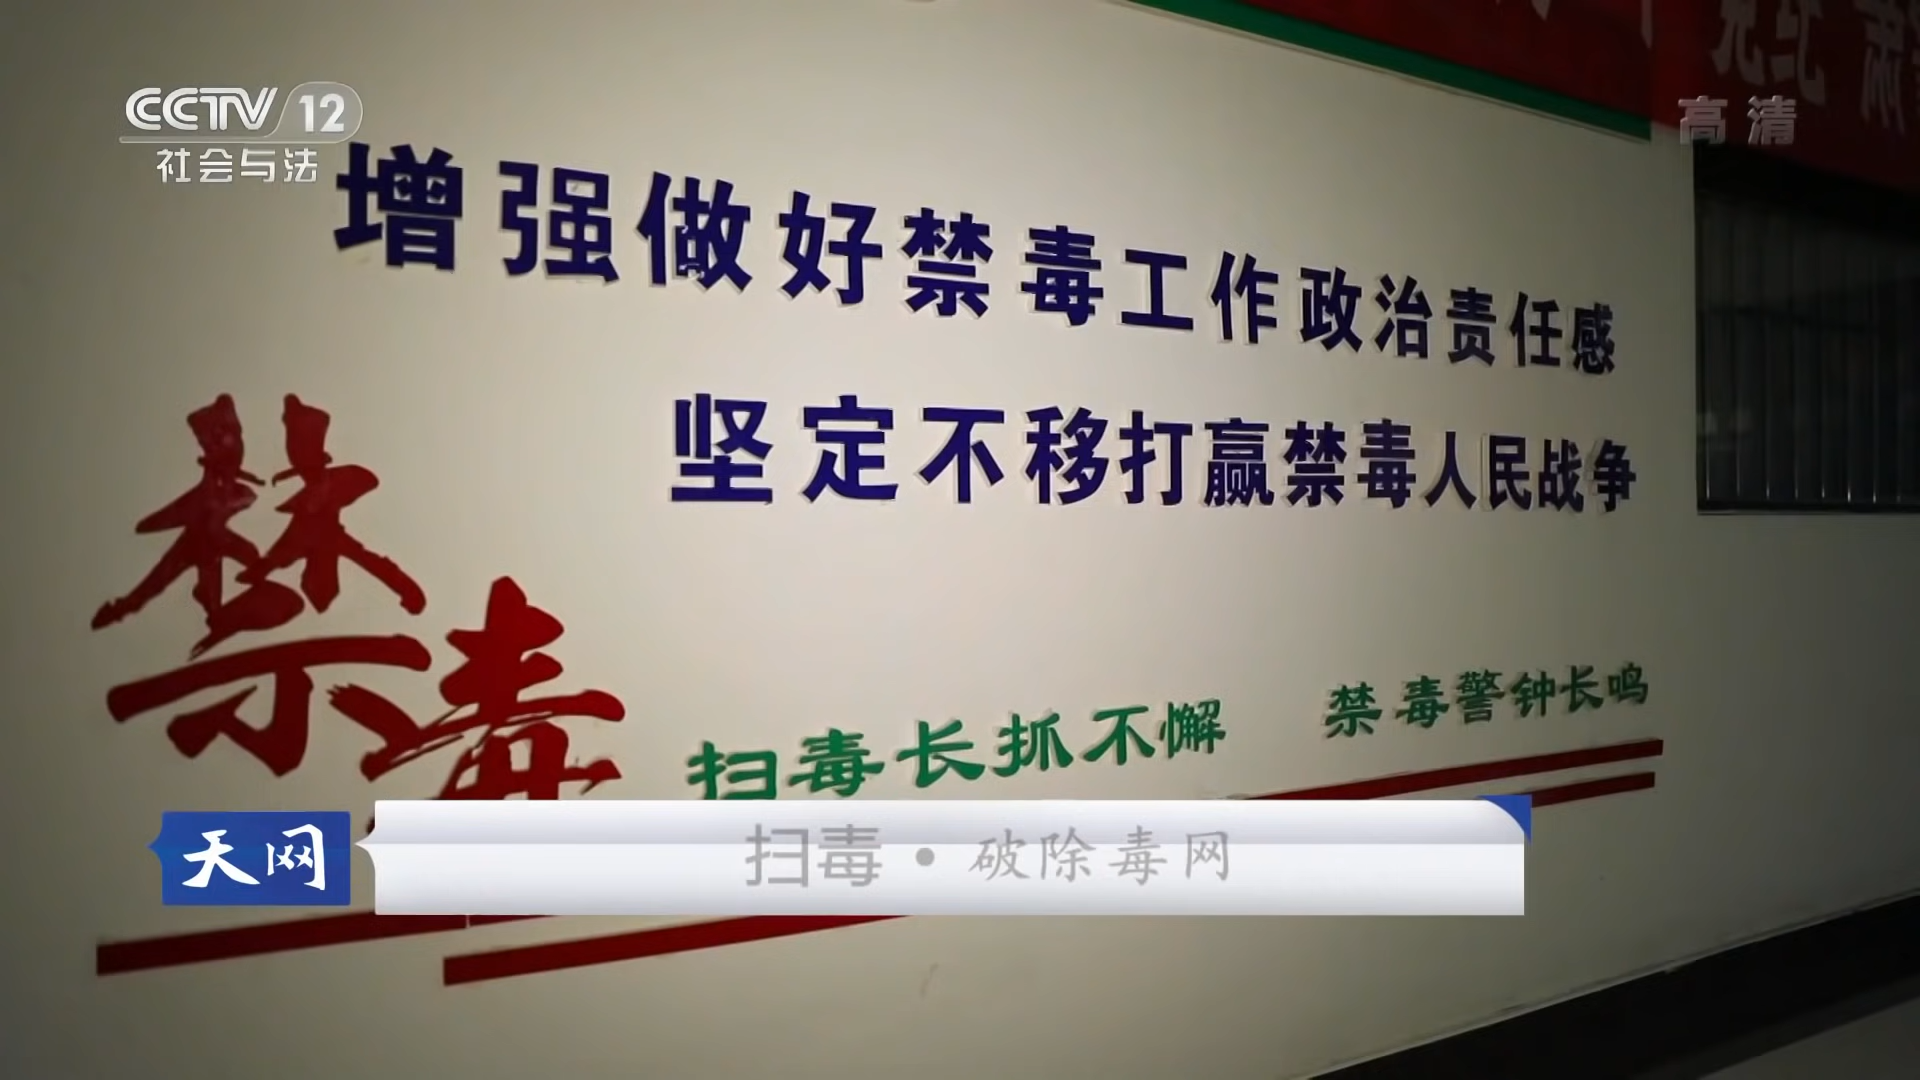 CCTV 12
社会与法
高清
增强做好禁毒工作政治责任感
坚定不移打赢禁毒人民战争
禁毒
扫毒长抓不懈 禁毒警钟长鸣
天网
扫毒·破除毒网